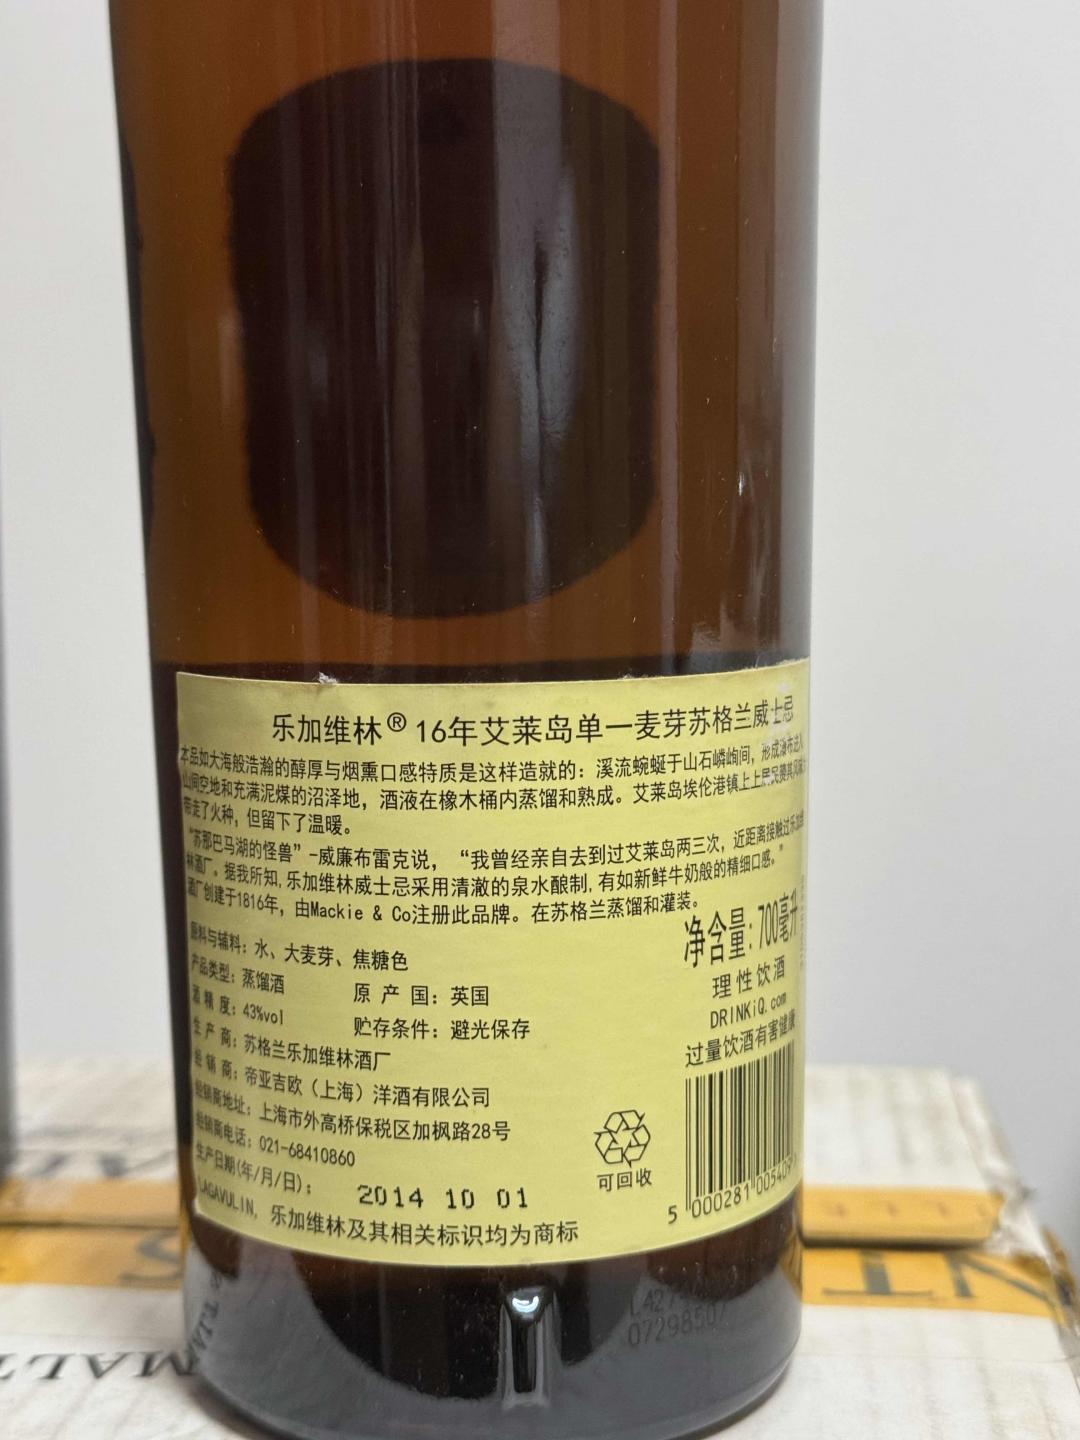 乐加维林® 16年艾莱岛单一麦芽苏格兰威士忌
本品如大海般浩瀚的醇厚与烟熏口感特质是这样造就的：溪流蜿蜒于山石嶙峋间，形成瀑布进入
山间空地和充满泥煤的沼泽地，酒液在橡木桶内蒸馏和熟成。艾莱岛埃伦港镇上
带走了火种，但留下了温暖。
“苏那巴马湖的怪兽”-威廉布雷克说，“我曾经亲自去到过艾莱岛两三次，近距离接触过乐加维
林酒厂。据我所知,乐加维林威士忌采用清澈的泉水酿制,有如新鲜牛奶般的精细口感。”
酒厂创建于1816年，由Mackie & Co注册此品牌。在苏格兰蒸馏和灌装。
原料与辅料：水、大麦芽、焦糖色
产品类型：蒸馏酒
原 产 国：英国
酒 精 度：43%vol
贮存条件：避光保存
生 产 商：苏格兰乐加维林酒厂
经 销 商：帝亚吉欧（上海）洋酒有限公司
经销商地址：上海市外高桥保税区加枫路28号
经销商电话：021-68410860
生产日期(年/月/日)：
2014 10 01
LAGAVULIN, 乐加维林及其相关标识均为商标
净含量：700毫升
理性饮酒
DRINKiQ.com
过量饮酒有害健康
可回收
5 000281 005409
L427
072985
MALT